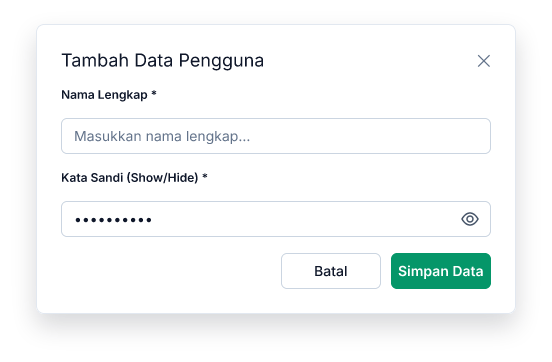 Tambah Data Pengguna
Nama Lengkap *
Masukkan nama lengkap...
Kata Sandi (Show/Hide) *
••••••••••
Batal
Simpan Data